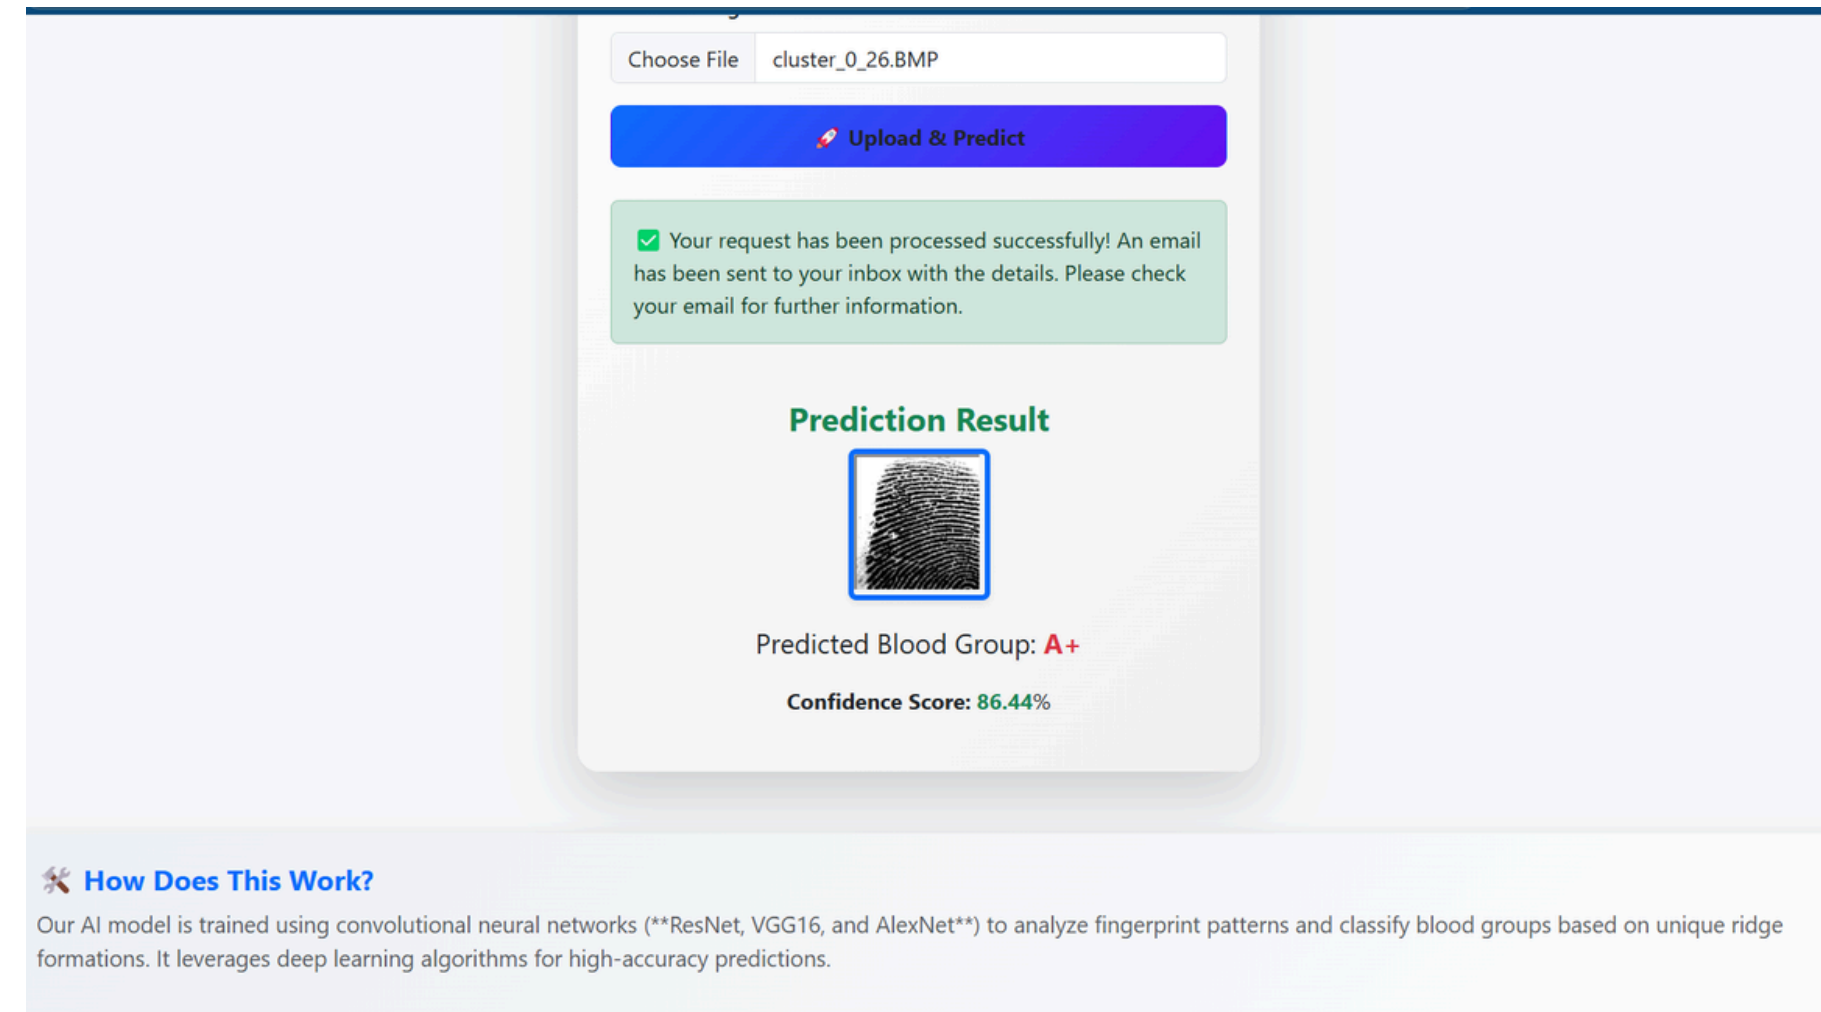 Choose File cluster_0_26.BMP
🚀 Upload & Predict
✅ Your request has been processed successfully! An email
has been sent to your inbox with the details. Please check
your email for further information.
Prediction Result
Predicted Blood Group: A+
Confidence Score: 86.44%
🛠️ How Does This Work?
Our AI model is trained using convolutional neural networks (**ResNet, VGG16, and AlexNet**) to analyze fingerprint patterns and classify blood groups based on unique ridge
formations. It leverages deep learning algorithms for high-accuracy predictions.